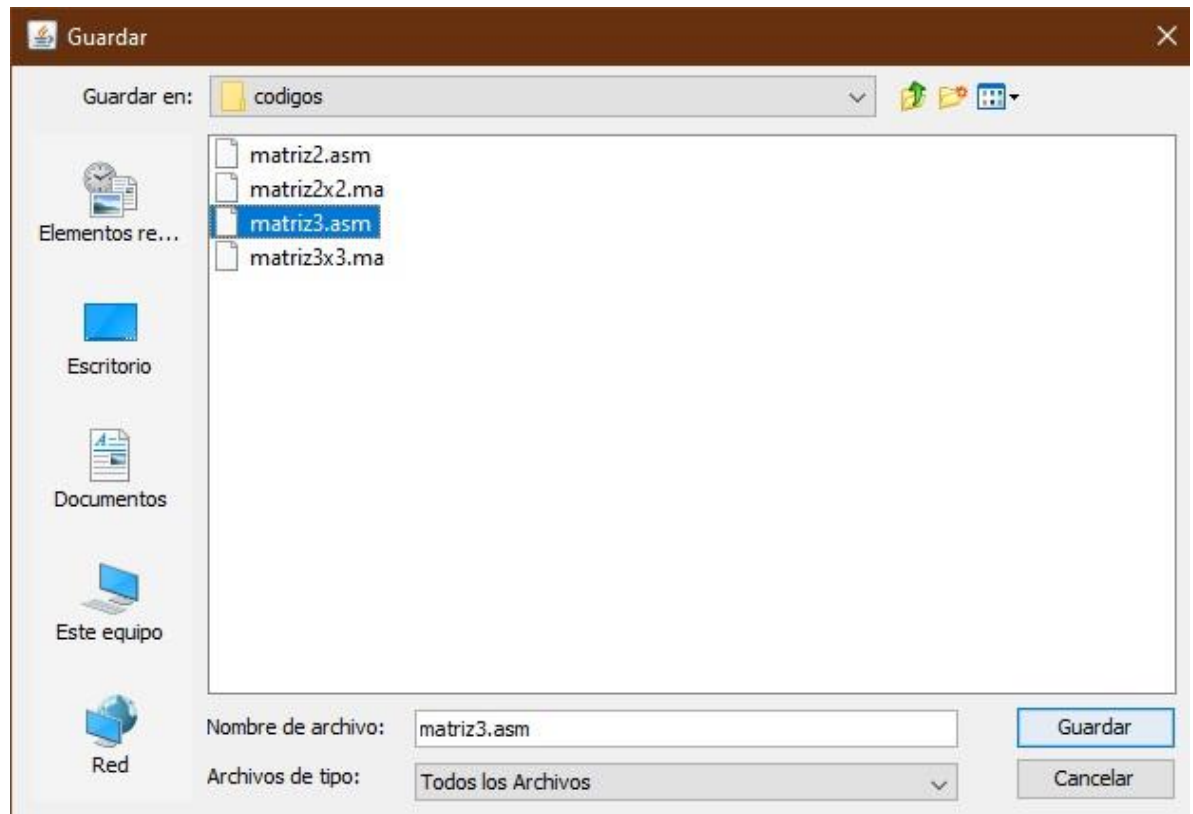 Guardar
Guardar en:
codigos
matriz2.asm
matriz2x2.ma
matriz3.asm
matriz3x3.ma
Elementos re...
Escritorio
Documentos
Este equipo
Red
Nombre de archivo:
matriz3.asm
Guardar
Archivos de tipo:
Todos los Archivos
Cancelar